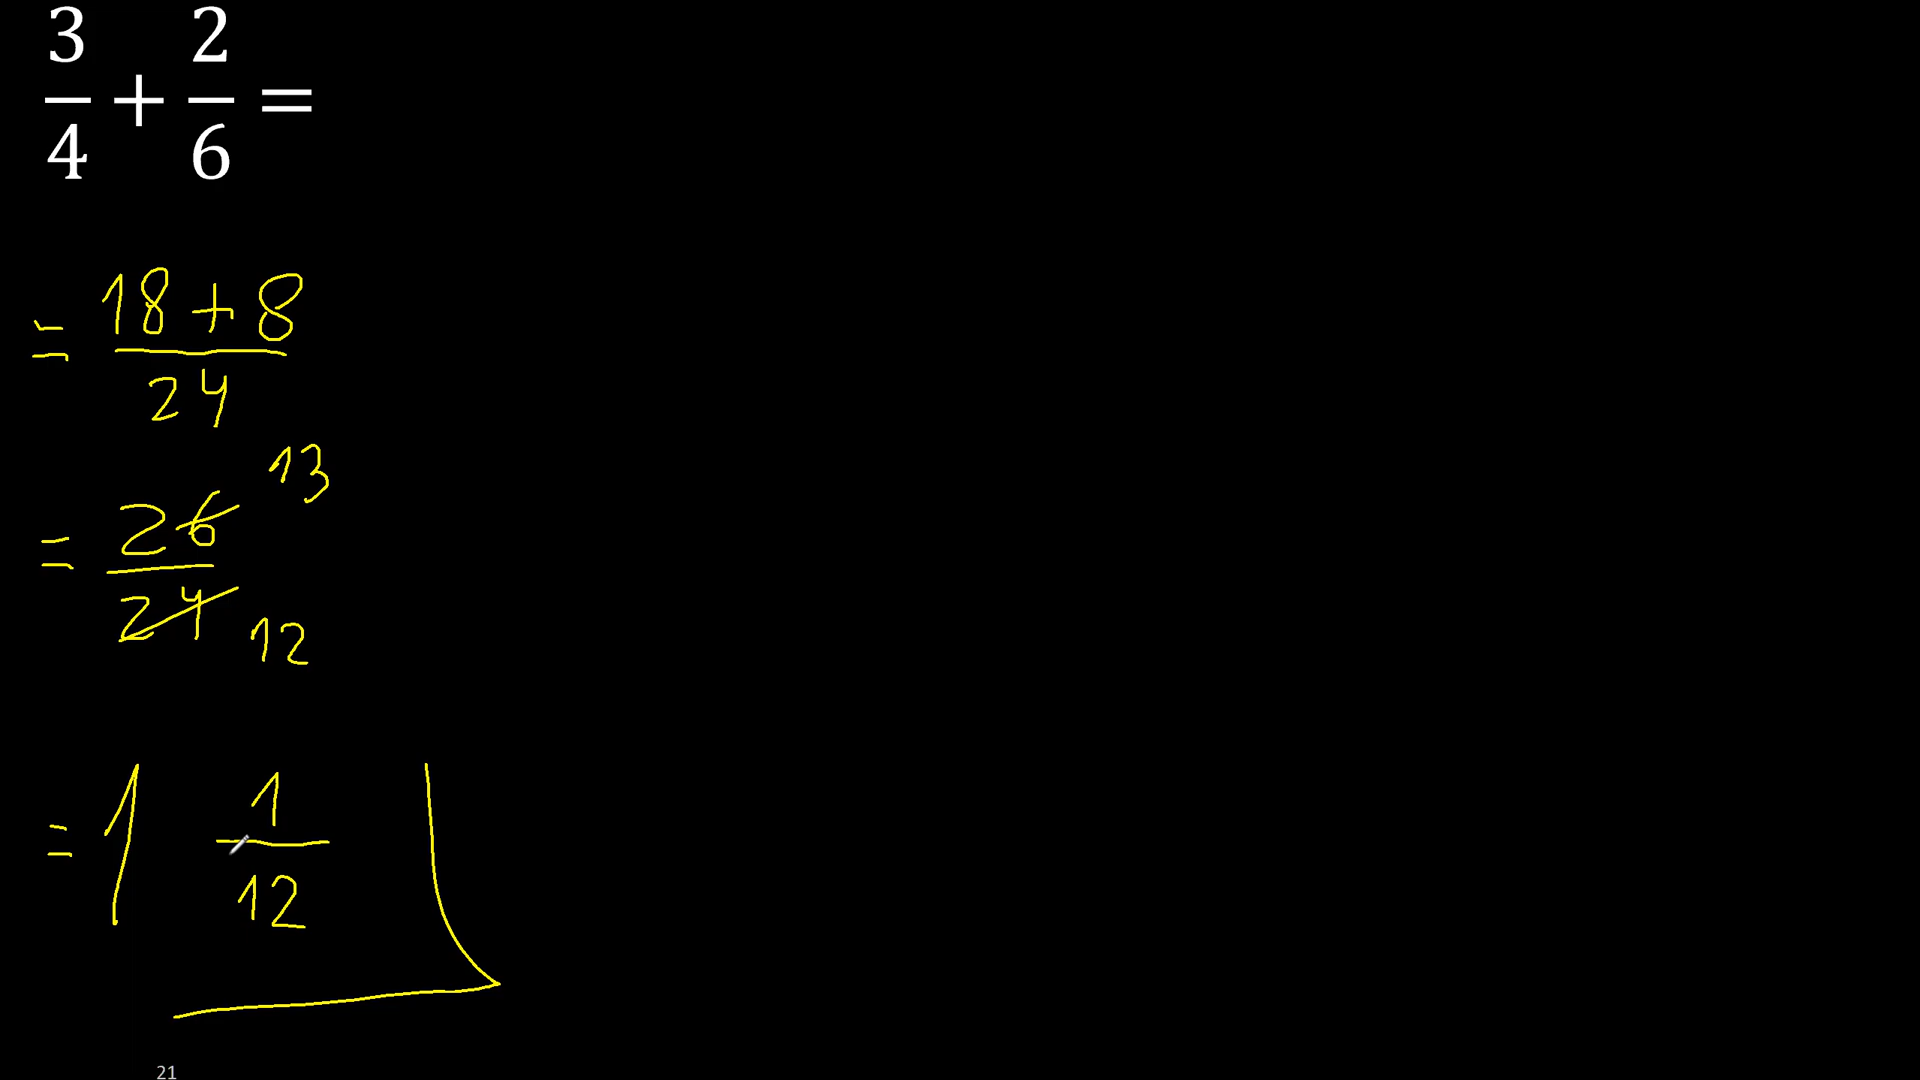 3/4 + 2/6 =
= 18 + 8 / 24
= 26/24 13/12
= 1 1/12
21